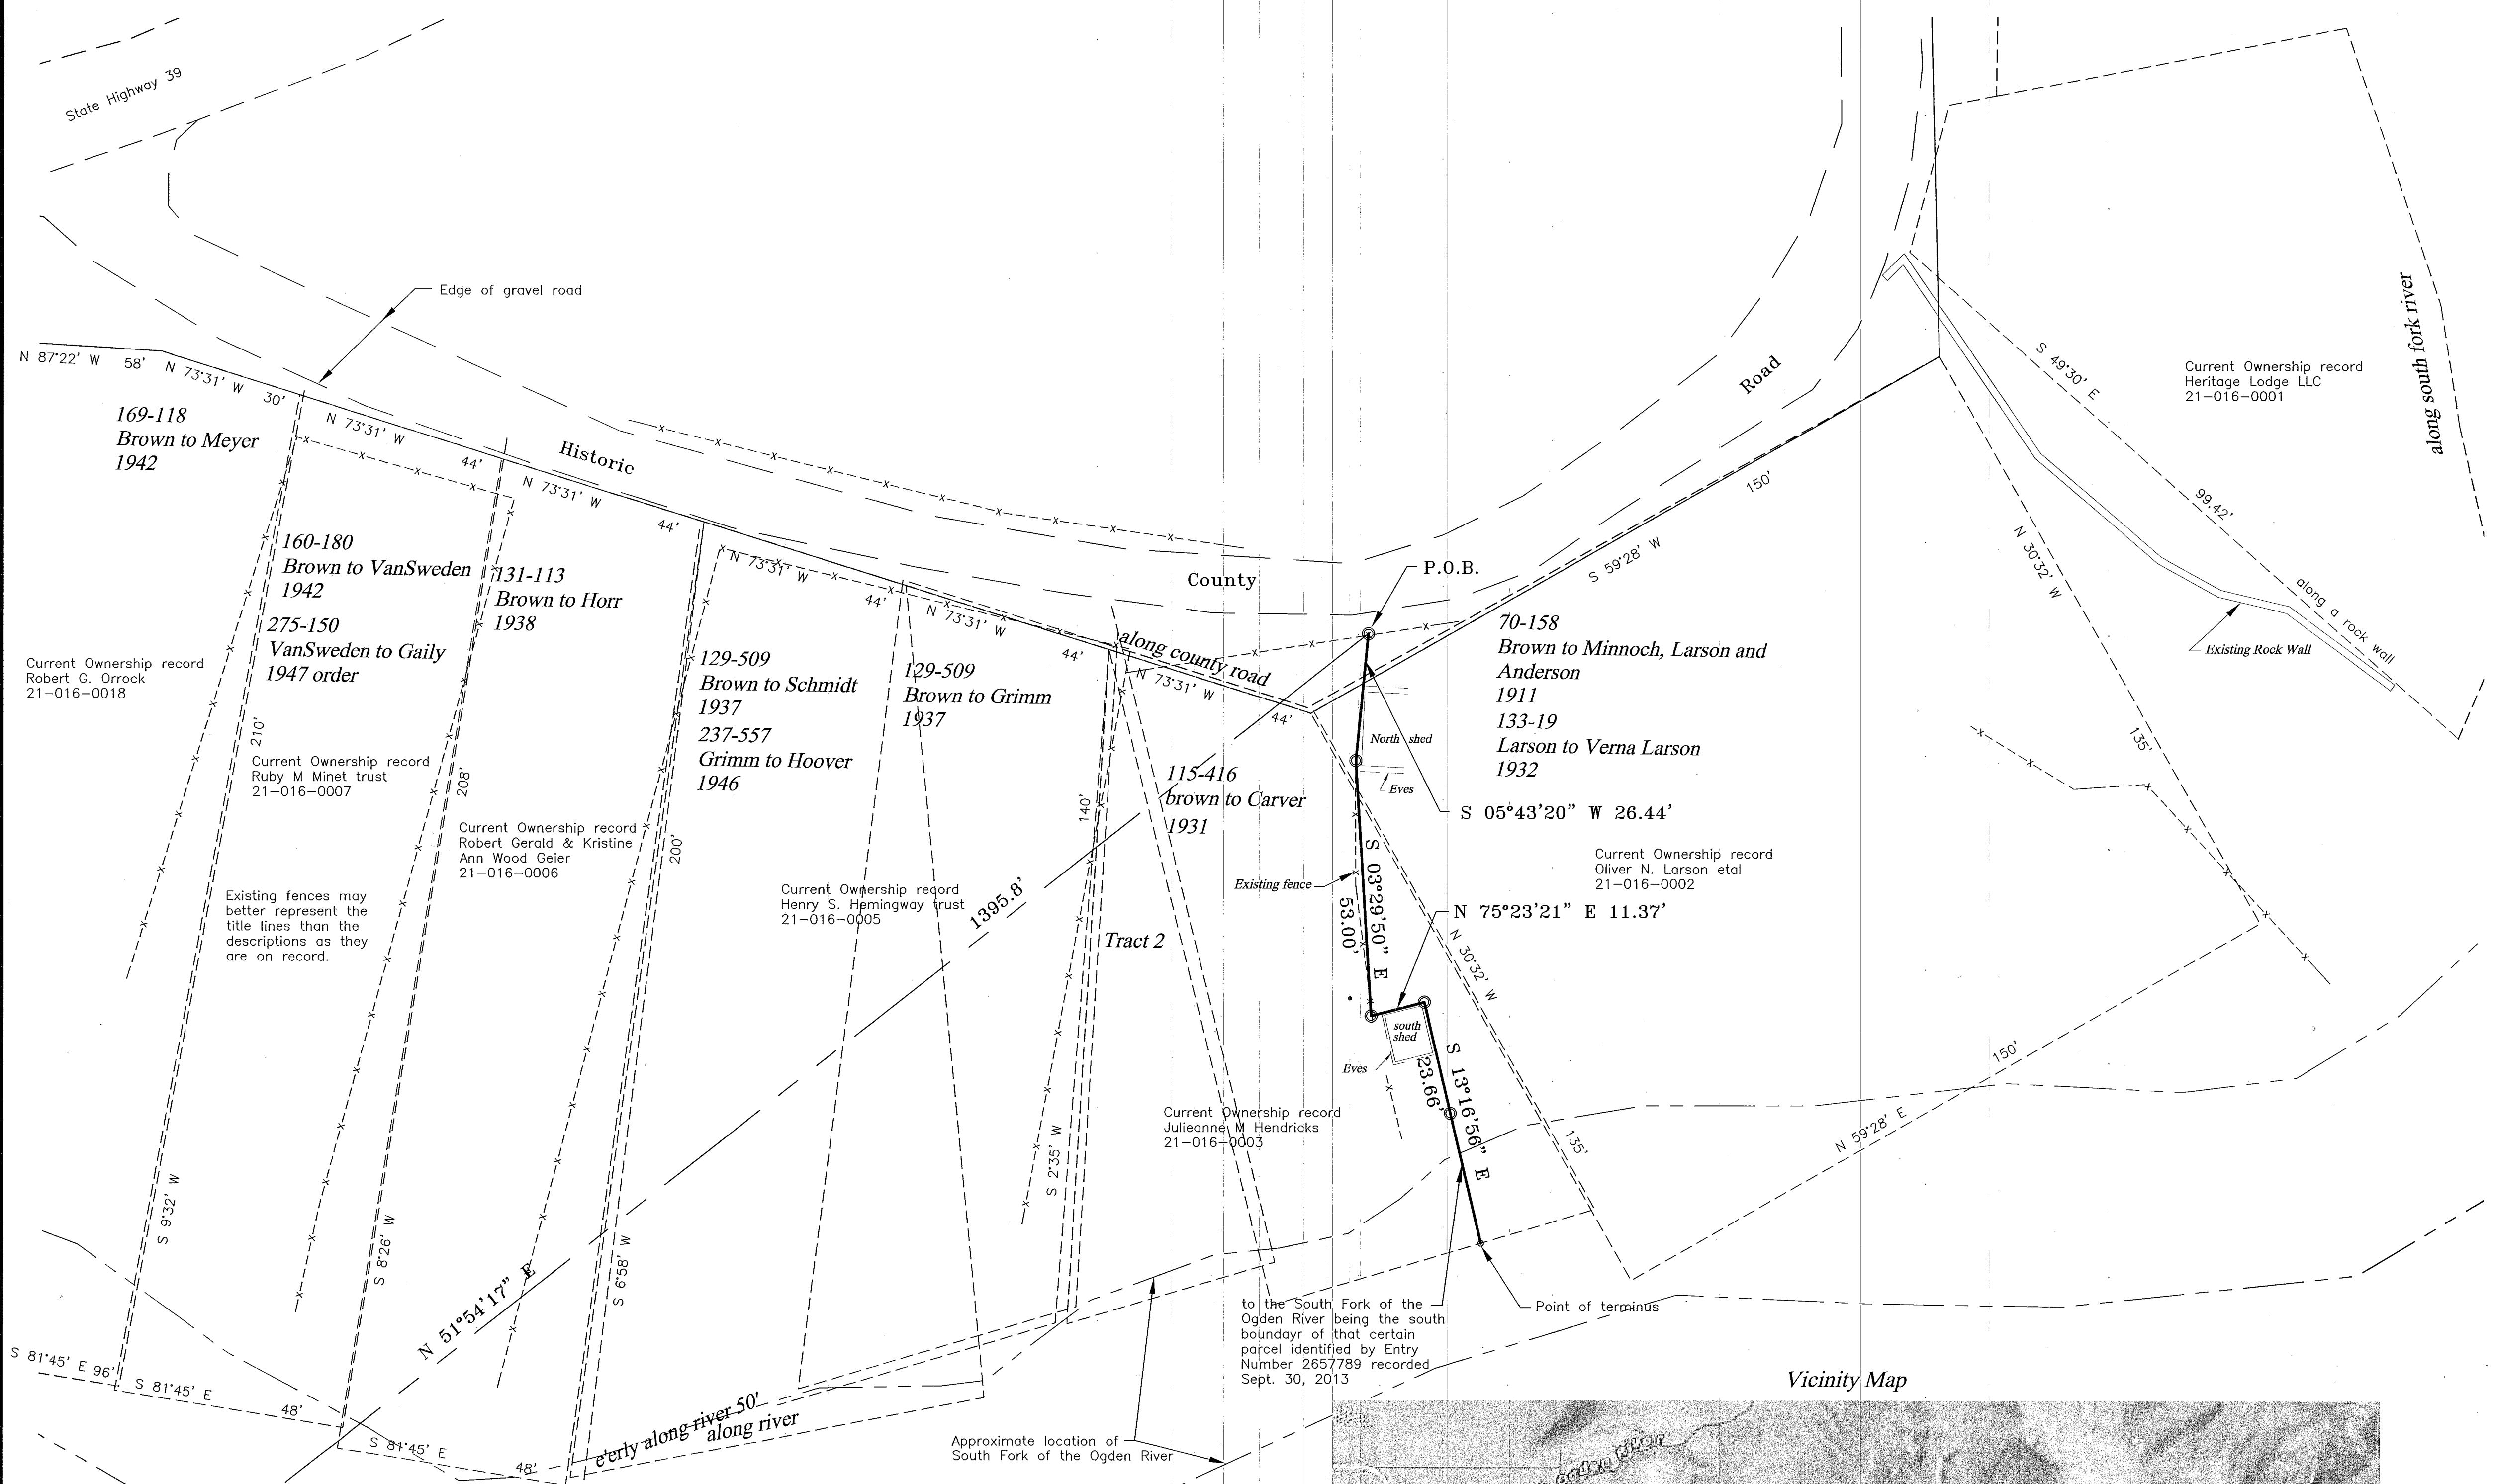 State Highway 39
Edge of gravel road
N 87°22' W 58'
N 73°31' W
30'
N 73°31' W
44'
N 73°31' W
44'
N 73°31' W
44'
N 73°31' W
44'
N 73°31' W
44'
Historic
County
Road
along county road
P.O.B.
S 59°28' W
150'
S 49°30' E
99.42'
along a rock wall
Existing Rock Wall
along south fork river
Current Ownership record
Heritage Lodge LLC
21-016-0001
N 30°32' W
135'
169-118
Brown to Meyer
1942
160-180
Brown to VanSweden
1942
275-150
VanSweden to Gaily
1947 order
131-113
Brown to Horr
1938
129-509
Brown to Schmidt
1937
237-557
Grimm to Hoover
1946
129-509
Brown to Grimm
1937
115-416
brown to Carver
1931
70-158
Brown to Minnoch, Larson and
Anderson
1911
133-19
Larson to Verna Larson
1932
North shed
Eves
S 05°43'20" W 26.44'
Current Ownership record
Robert G. Orrock
21-016-0018
Current Ownership record
Ruby M Minet trust
21-016-0007
Current Ownership record
Robert Gerald & Kristine
Ann Wood Geier
21-016-0006
Current Ownership record
Henry S. Hemingway trust
21-016-0005
Current Ownership record
Oliver N. Larson etal
21-016-0002
Existing fences may
better represent the
title lines than the
descriptions as they
are on record.
210'
208'
200'
140'
1395.8'
Tract 2
Existing fence
S 03°29'50" E
53.00'
N 75°23'21" E 11.37'
N 30°32' W
135'
south
shed
Eves
S 13°16'56" E
23.66'
Current Ownership record
Julieanne M Hendricks
21-016-0003
150'
N 59°28' E
S 9°32' W
S 8°26' W
S 6°58' W
S 2°35' W
N 51°54'17" E
to the South Fork of the
Ogden River being the south
boundayr of that certain
parcel identified by Entry
Number 2657789 recorded
Sept. 30, 2013
Point of terminus
S 81°45' E 96'
S 81°45' E
48'
S 81°45' E
48'
e'erly along river 50'
along river
Approximate location of
South Fork of the Ogden River
Vicinity Map
Ogden River